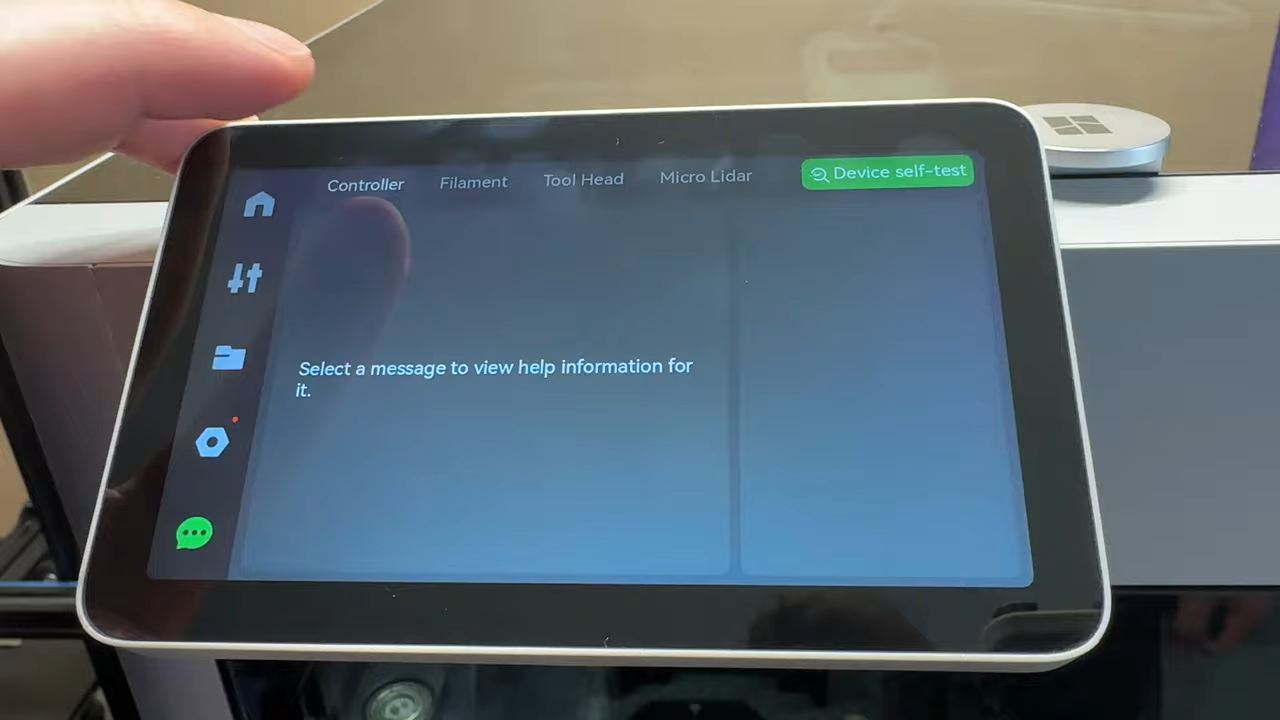 Controller Filament Tool Head Micro Lidar Device self-test
Select a message to view help information for
it.